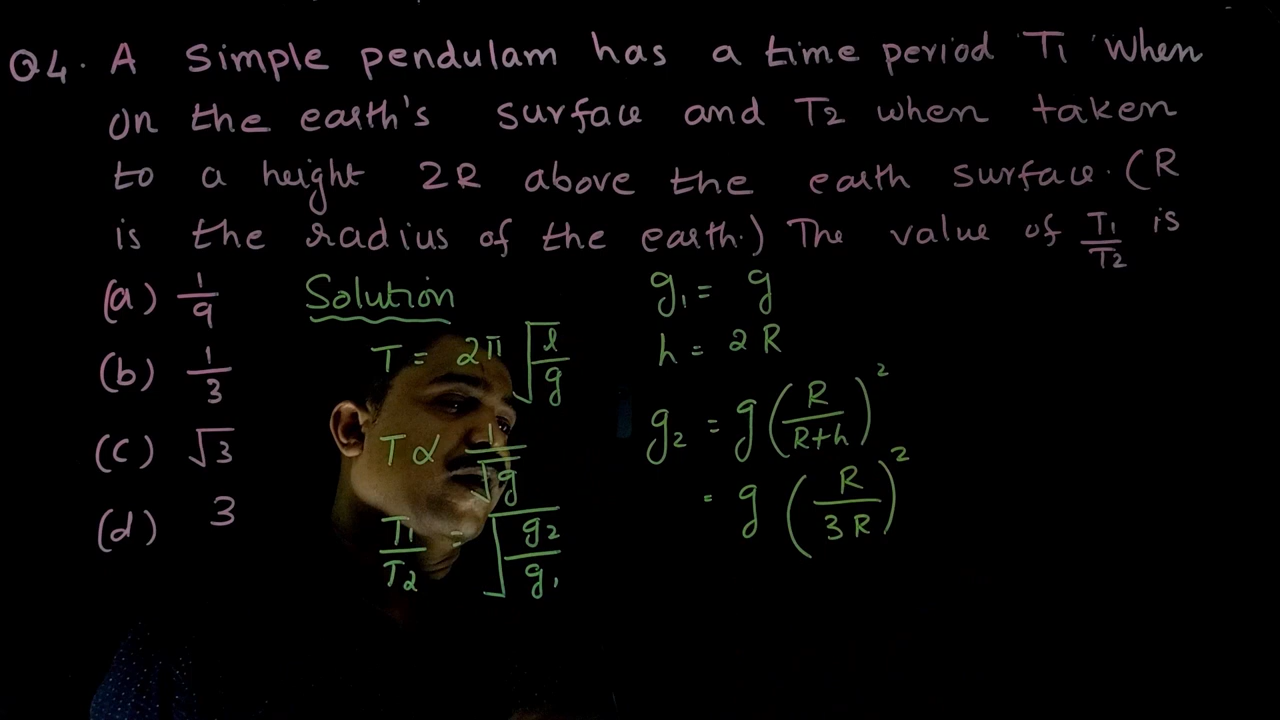 Q4. A simple pendulam has a time period T1 when
on the earth's surface and T2 when taken
to a height 2R above the earth surface. (R
is the radius of the earth.) The value of T1/T2 is
(a) 1/9
(b) 1/3
(c) √3
(d) 3
Solution
T = 2π √(l/g)
T ∝ 1/√g
T1/T2 = √(g2/g1)
g1 = g
h = 2R
g2 = g (R/(R+h))²
= g (R/3R)²